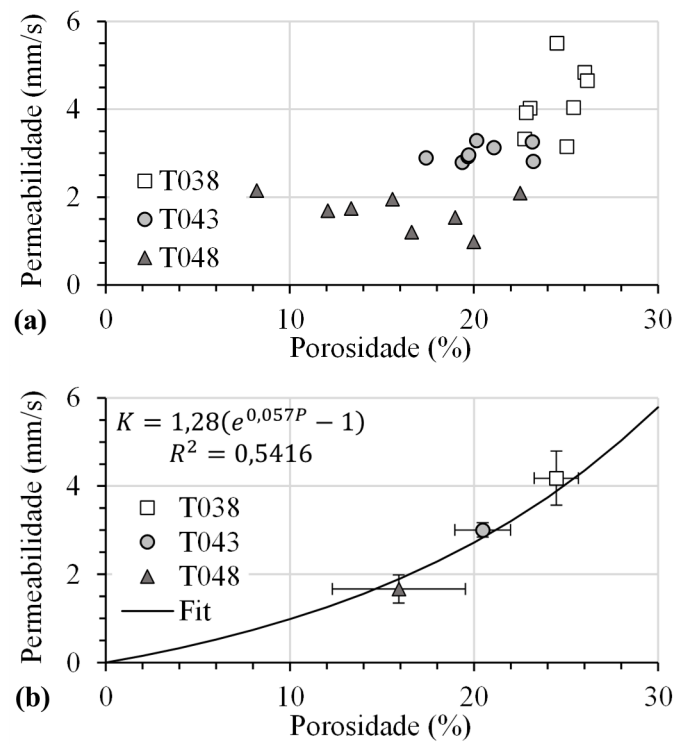 6
4
2
0
Permeabilidade (mm/s)
T038
T043
T048
0 10 20 30
Porosidade (%)
(a)
6
4
2
0
Permeabilidade (mm/s)
K = 1,28(e^{0,057P} − 1)
R² = 0,5416
T038
T043
T048
Fit
0 10 20 30
Porosidade (%)
(b)